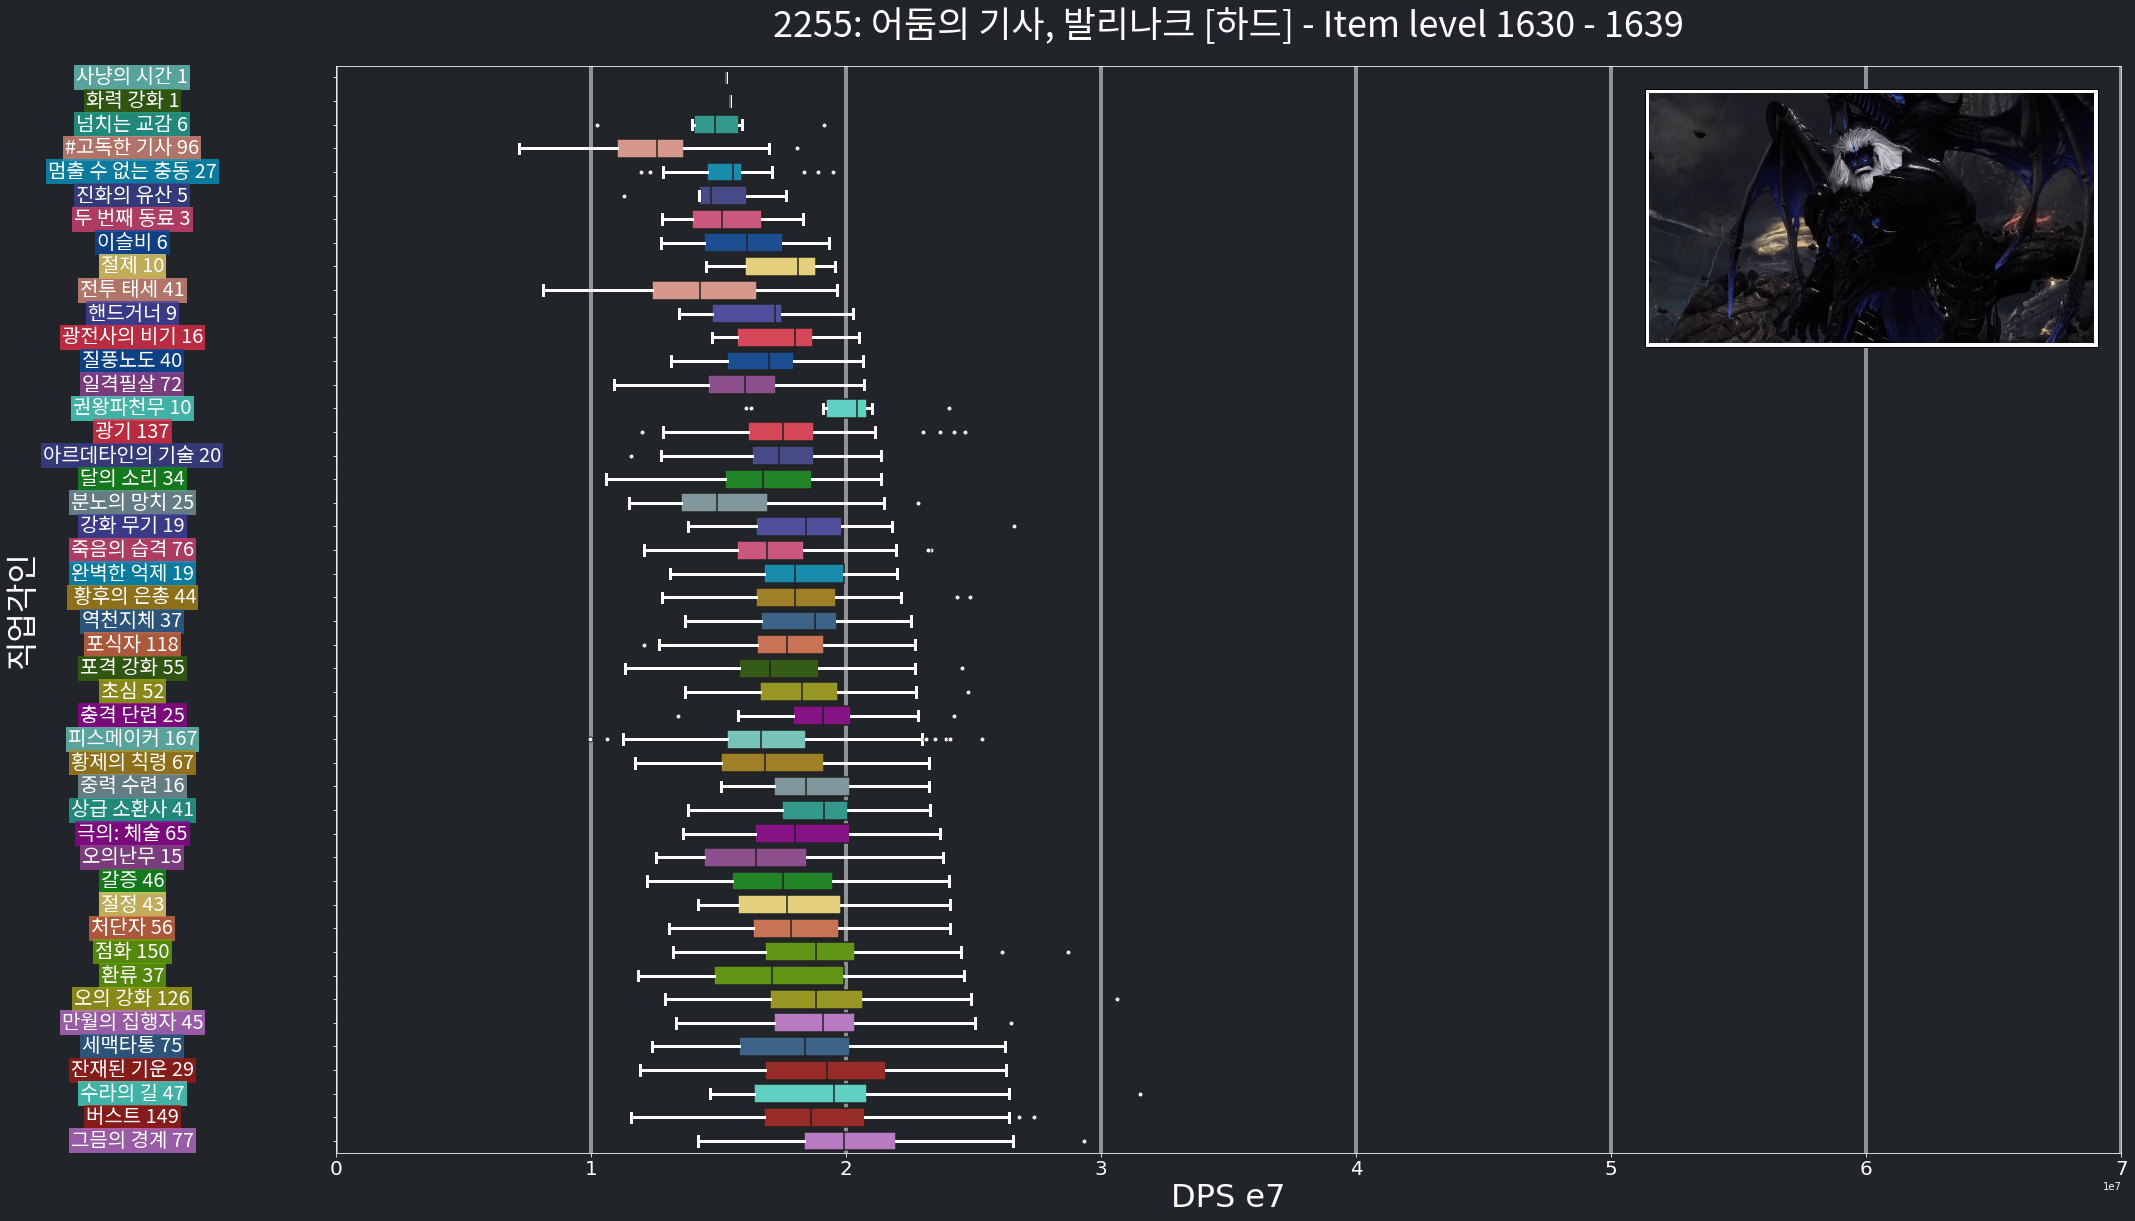 2255: 어둠의 기사, 발리나크 [하드] - Item level 1630 - 1639
직업각인
사냥의 시간 1
화력 강화 1
넘치는 교감 6
#고독한 기사 96
멈출 수 없는 충동 27
진화의 유산 5
두 번째 동료 3
이슬비 6
절제 10
전투 태세 41
핸드거너 9
광전사의 비기 16
질풍노도 40
일격필살 72
권왕파천무 10
광기 137
아르데타인의 기술 20
달의 소리 34
분노의 망치 25
강화 무기 19
죽음의 습격 76
완벽한 억제 19
황후의 은총 44
역천지체 37
포식자 118
포격 강화 55
초심 52
충격 단련 25
피스메이커 167
황제의 칙령 67
중력 수련 16
상급 소환사 41
극의: 체술 65
오의난무 15
갈증 46
절정 43
처단자 56
점화 150
환류 37
오의 강화 126
만월의 집행자 45
세맥타통 75
잔재된 기운 29
수라의 길 47
버스트 149
그믐의 경계 77
0 1 2 3 4 5 6 7
1e7
DPS e7